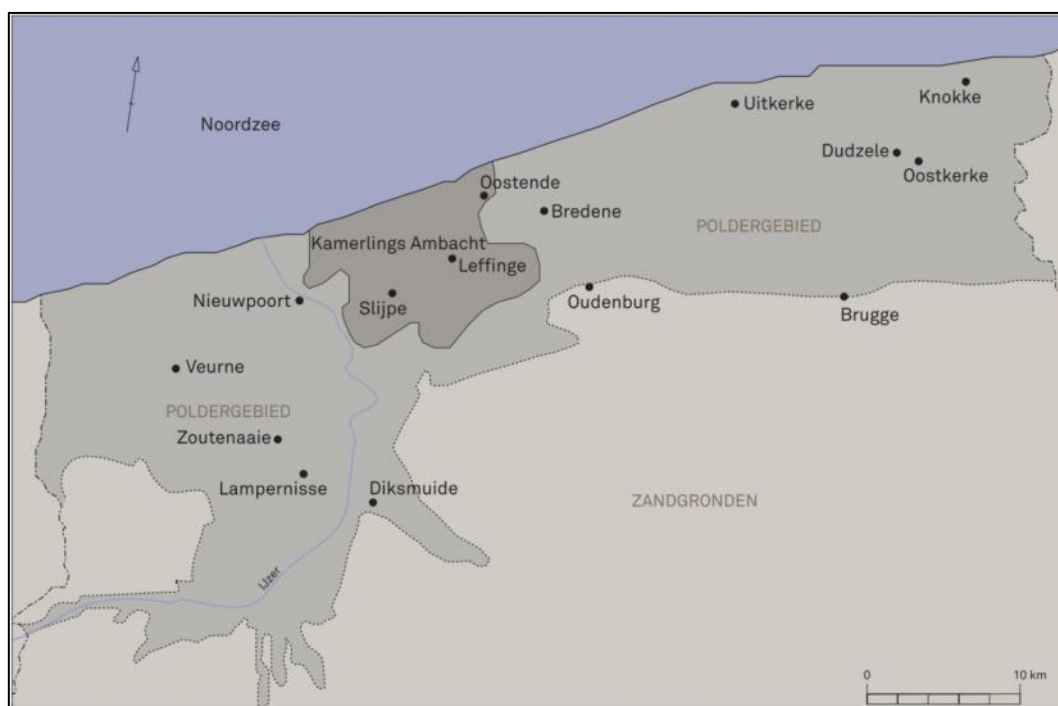 Noordzee
Uitkerke
Knokke
Dudzele
Oostkerke
Oostende
Bredene
POLDERGEBIED
Kamerlings Ambacht
Leffinge
Slijpe
Nieuwpoort
Oudenburg
Brugge
Veurne
POLDERGEBIED
Zoutenaaie
Lampernisse
Diksmuide
ZANDGRONDEN
IJzer
0 10 km